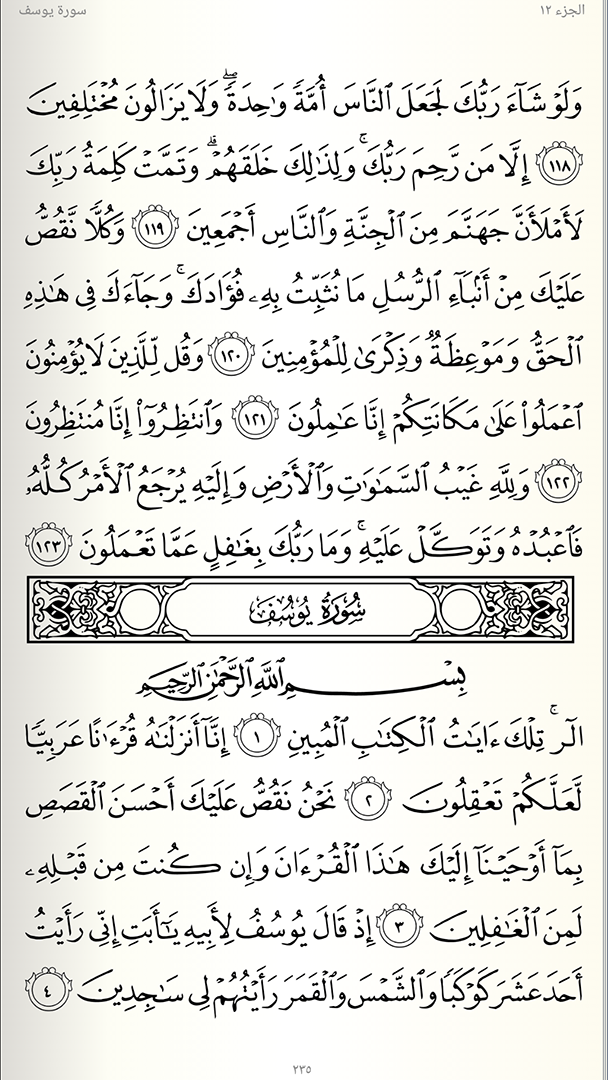 الجزء ١٢
سورة يوسف
وَلَوۡ شَآءَ رَبُّكَ لَجَعَلَ ٱلنَّاسَ أُمَّةٗ وَٰحِدَةٗۖ وَلَا يَزَالُونَ مُخۡتَلِفِينَ
١١٨ إِلَّا مَن رَّحِمَ رَبُّكَۚ وَلِذَٰلِكَ خَلَقَهُمۡۗ وَتَمَّتۡ كَلِمَةُ رَبِّكَ
لَأَمۡلَأَنَّ جَهَنَّمَ مِنَ ٱلۡجِنَّةِ وَٱلنَّاسِ أَجۡمَعِينَ ١١٩ وَكُلّٗا نَّقُصُّ
عَلَيۡكَ مِنۡ أَنۢبَآءِ ٱلرُّسُلِ مَا نُثَبِّتُ بِهِۦ فُؤَادَكَۚ وَجَآءَكَ فِي هَٰذِهِ
ٱلۡحَقُّ وَمَوۡعِظَةٞ وَذِكۡرَىٰ لِلۡمُؤۡمِنِينَ ١٢٠ وَقُل لِّلَّذِينَ لَا يُؤۡمِنُونَ
ٱعۡمَلُواْ عَلَىٰ مَكَانَتِكُمۡ إِنَّا عَٰمِلُونَ ١٢١ وَٱنتَظِرُوٓاْ إِنَّا مُنتَظِرُونَ
١٢٢ وَلِلَّهِ غَيۡبُ ٱلسَّمَٰوَٰتِ وَٱلۡأَرۡضِ وَإِلَيۡهِ يُرۡجَعُ ٱلۡأَمۡرُ كُلُّهُۥ
فَٱعۡبُدۡهُ وَتَوَكَّلۡ عَلَيۡهِۚ وَمَا رَبُّكَ بِغَٰفِلٍ عَمَّا تَعۡمَلُونَ ١٢٣
سُورَةُ يُوسُفَ
بِسۡمِ ٱللَّهِ ٱلرَّحۡمَٰنِ ٱلرَّحِيمِ
الٓرۚ تِلۡكَ ءَايَٰتُ ٱلۡكِتَٰبِ ٱلۡمُبِينِ ١ إِنَّآ أَنزَلۡنَٰهُ قُرۡءَٰنًا عَرَبِيّٗا
لَّعَلَّكُمۡ تَعۡقِلُونَ ٢ نَحۡنُ نَقُصُّ عَلَيۡكَ أَحۡسَنَ ٱلۡقَصَصِ
بِمَآ أَوۡحَيۡنَآ إِلَيۡكَ هَٰذَا ٱلۡقُرۡءَانَ وَإِن كُنتَ مِن قَبۡلِهِۦ
لَمِنَ ٱلۡغَٰفِلِينَ ٣ إِذۡ قَالَ يُوسُفُ لِأَبِيهِ يَٰٓأَبَتِ إِنِّي رَأَيۡتُ
أَحَدَ عَشَرَ كَوۡكَبٗا وَٱلشَّمۡسَ وَٱلۡقَمَرَ رَأَيۡتُهُمۡ لِي سَٰجِدِينَ ٤
٢٣٥